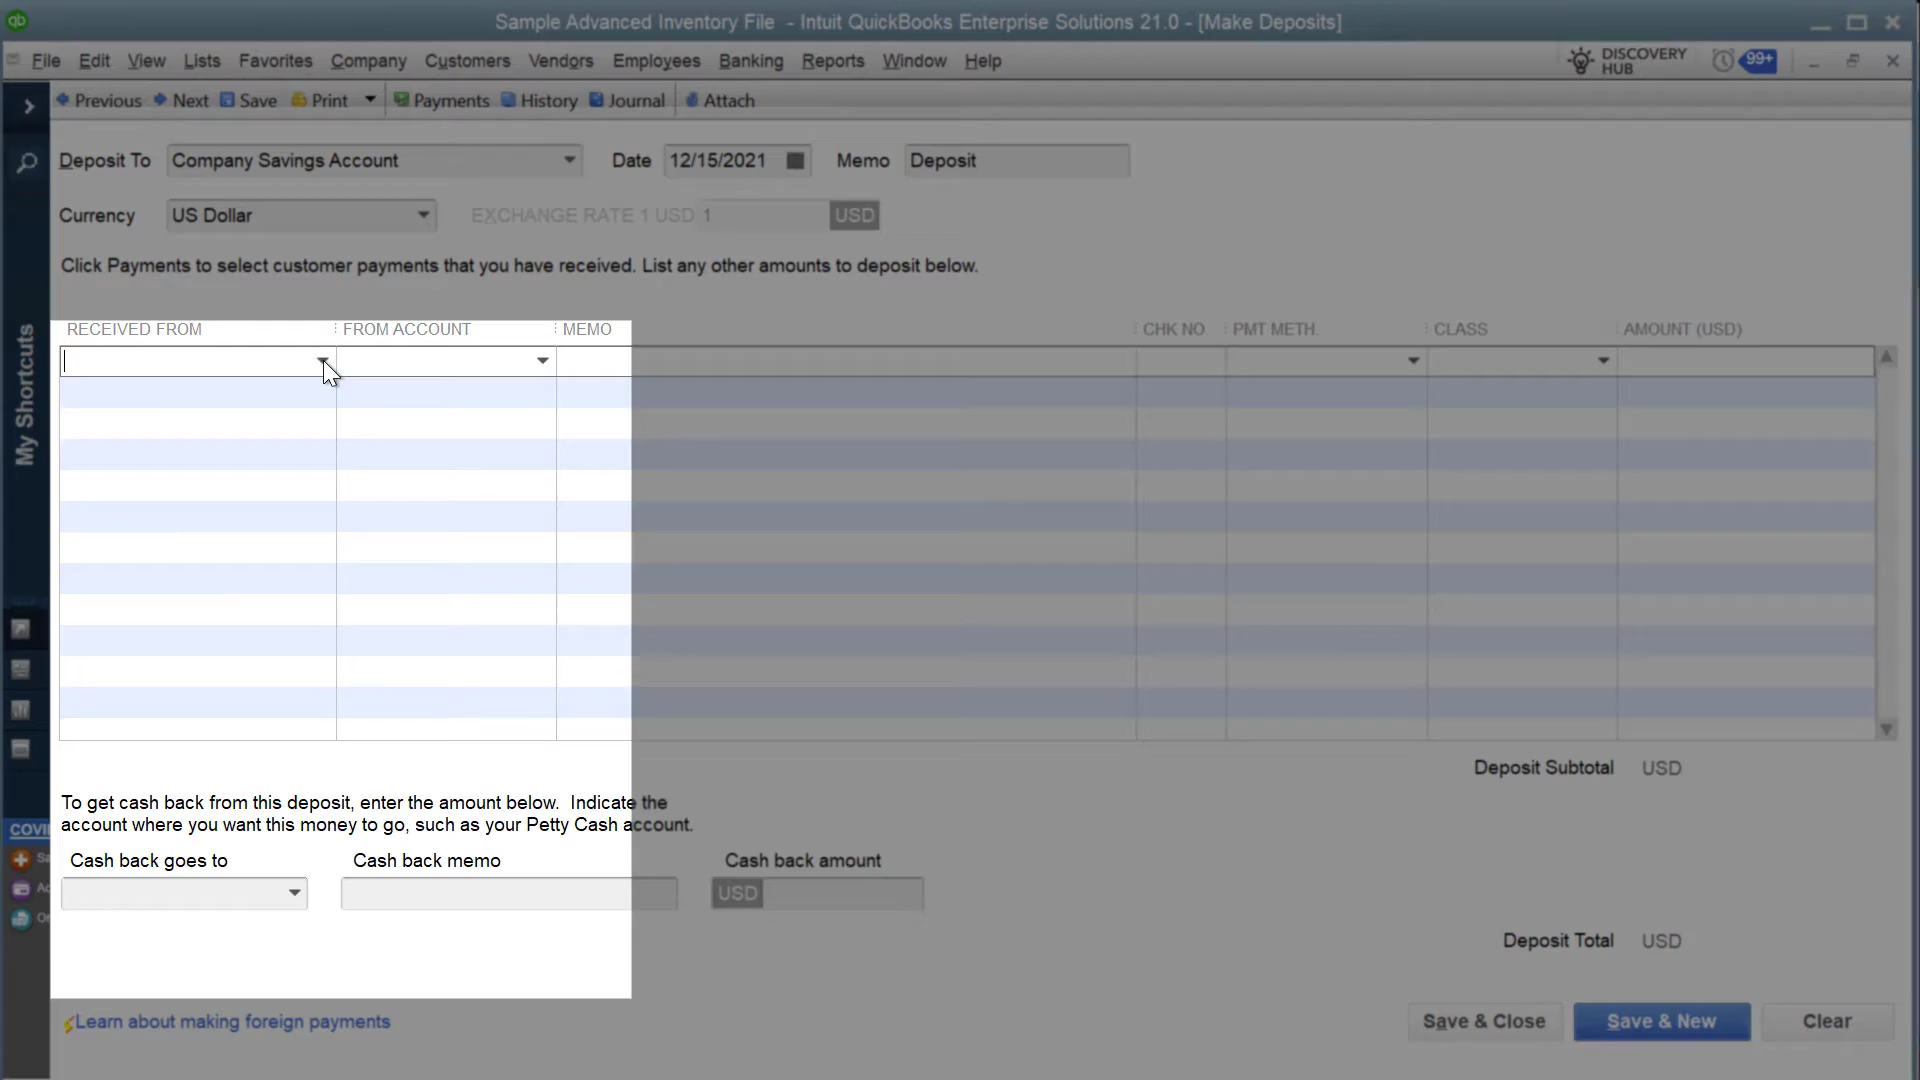 qb Sample Advanced Inventory File - Intuit QuickBooks Enterprise Solutions 21.0 - [Make Deposits]
File Edit View Lists Favorites Company Customers Vendors Employees Banking Reports Window Help DISCOVERY HUB 99+
Previous Next Save Print Payments History Journal Attach
Deposit To Company Savings Account Date 12/15/2021 Memo Deposit
Currency US Dollar EXCHANGE RATE 1 USD 1 USD
Click Payments to select customer payments that you have received. List any other amounts to deposit below.
My Shortcuts
RECEIVED FROM FROM ACCOUNT MEMO CHK NO. PMT METH. CLASS AMOUNT (USD)
Deposit Subtotal USD
To get cash back from this deposit, enter the amount below. Indicate the
account where you want this money to go, such as your Petty Cash account.
COVI
Sa
Ac
Or
Cash back goes to Cash back memo Cash back amount
USD
Deposit Total USD
Learn about making foreign payments
Save & Close Save & New Clear